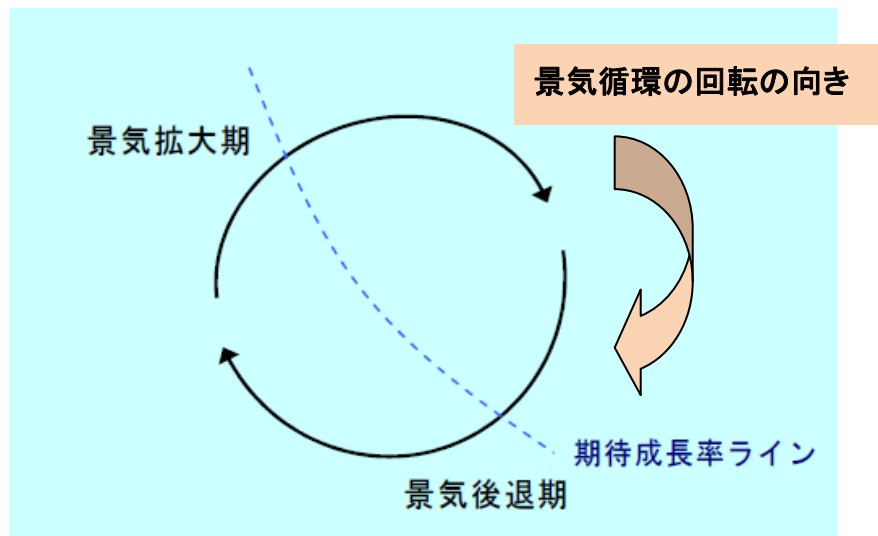 景気循環の回転の向き
景気拡大期
期待成長率ライン
景気後退期